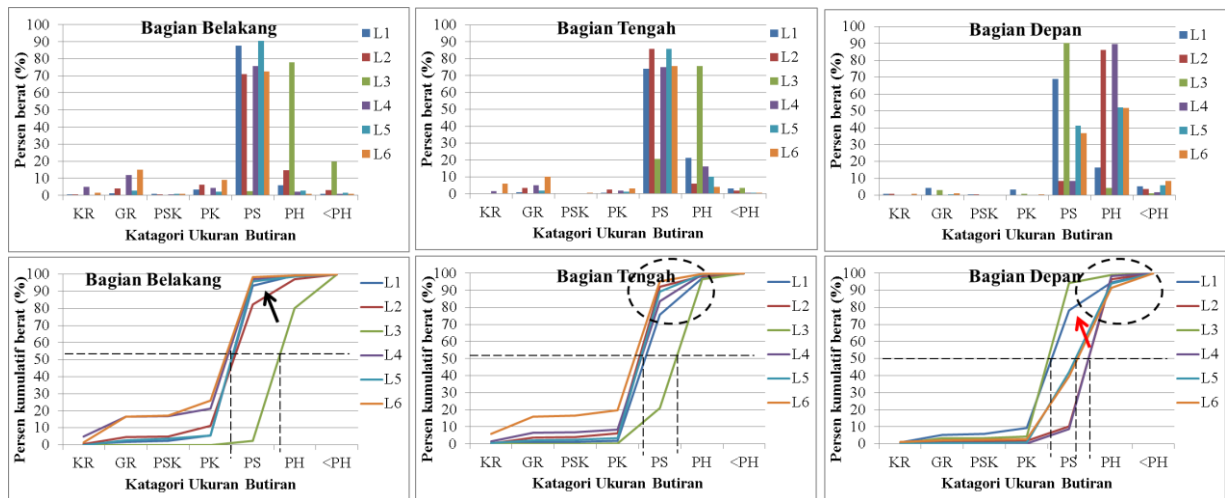 Bagian Belakang
Persen berat (%)
100
90
80
70
60
50
40
30
20
10
0
KR GR PSK PK PS PH <PH
Katagori Ukuran Butiran
L1
L2
L3
L4
L5
L6
Bagian Tengah
Persen berat (%)
100
90
80
70
60
50
40
30
20
10
0
KR GR PSK PK PS PH <PH
Katagori Ukuran Butiran
L1
L2
L3
L4
L5
L6
Bagian Depan
Persen berat (%)
100
90
80
70
60
50
40
30
20
10
0
KR GR PSK PK PS PH <PH
Katagori Ukuran Butiran
L1
L2
L3
L4
L5
L6
Bagian Belakang
Persen kumulatif berat (%)
100
90
80
70
60
50
40
30
20
10
0
KR GR PSK PK PS PH <PH
Katagori Ukuran Butiran
L1
L2
L3
L4
L5
L6
Bagian Tengah
Persen kumulatif berat (%)
100
90
80
70
60
50
40
30
20
10
0
KR GR PSK PK PS PH <PH
Katagori Ukuran Butiran
L1
L2
L3
L4
L5
L6
Bagian Depan
Persen kumulatif berat (%)
100
90
80
70
60
50
40
30
20
10
0
KR GR PSK PK PS PH <PH
Katagori Ukuran Butiran
L1
L2
L3
L4
L5
L6